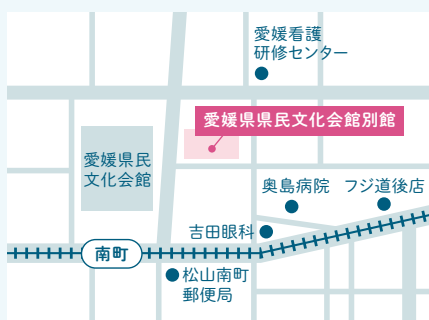 愛媛看護
研修センター
愛媛県県民文化会館別館
愛媛県民
文化会館
奥島病院
フジ道後店
吉田眼科
南町
松山南町
郵便局